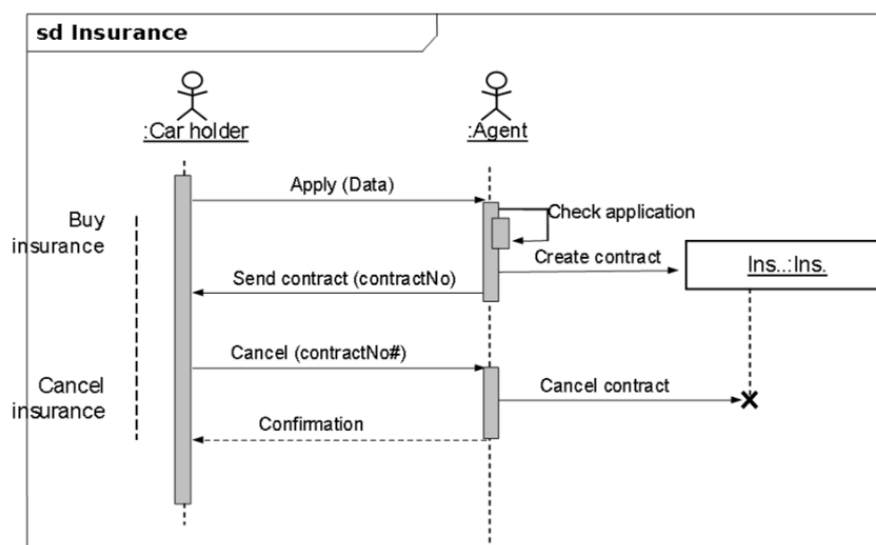 sd Insurance
:Car holder
:Agent
Apply (Data)
Check application
Buy
insurance
Create contract
Ins..:Ins.
Send contract (contractNo)
Cancel (contractNo#)
Cancel
insurance
Cancel contract
Confirmation